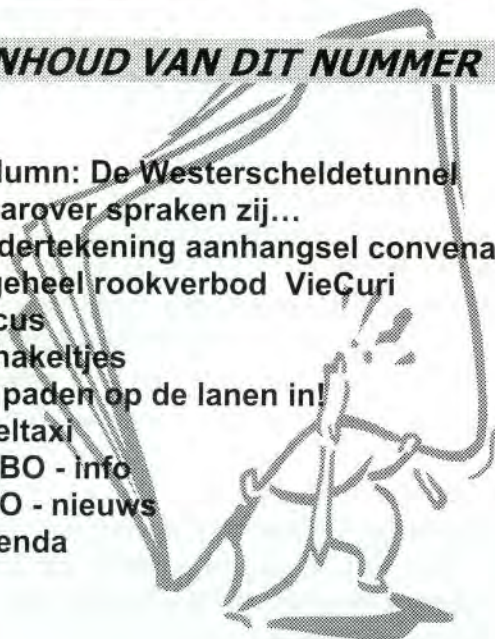 NHOUD VAN DIT NUMMER
lumn: De Westerscheldetunnel
arover spraken zij...
dertekening aanhangsel convena
geheel rookverbod VieCuri
cus
hakeltjes
paden op de lanen in!
eltaxi
BO - info
O - nieuws
enda